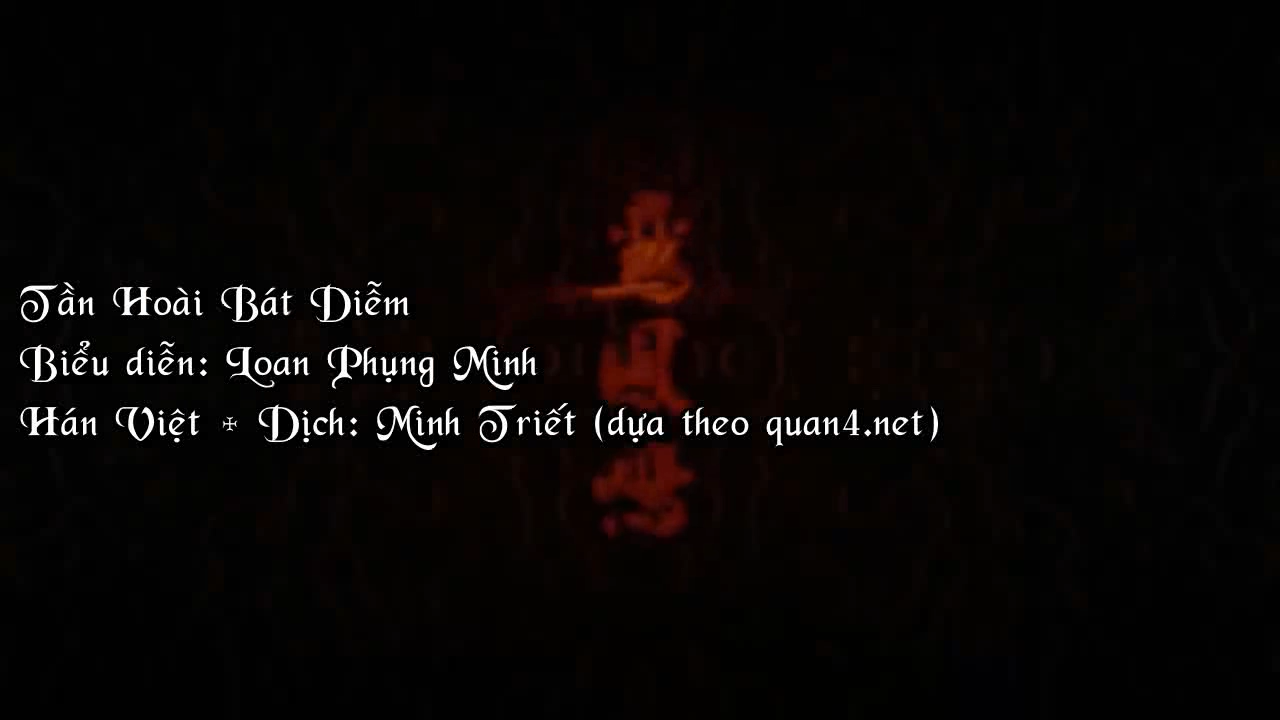 Tần Hoài Bát Diễm
Biểu diễn: Loan Phụng Minh
Hán Việt + Dịch: Minh Triết (dựa theo quan4.net)